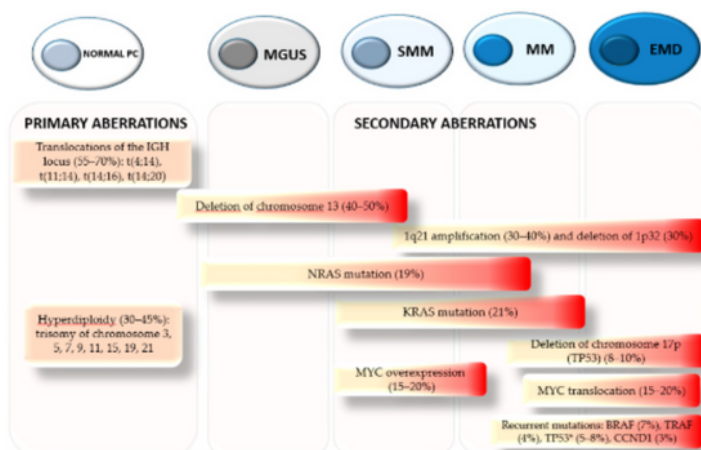 NORMAL PC
MGUS
SMM
MM
EMD
PRIMARY ABERRATIONS
SECONDARY ABERRATIONS
Translocations of the IGH
locus (55–70%): t(4;14),
t(11;14), t(14;16), t(14;20)
Deletion of chromosome 13 (40–50%)
1q21 amplification (30–40%) and deletion of 1p32 (30%)
NRAS mutation (19%)
KRAS mutation (21%)
Hyperdiploidy (30–45%):
trisomy of chromosome 3,
5, 7, 9, 11, 15, 19, 21
Deletion of chromosome 17p
(TP53) (8–10%)
MYC overexpression
(15–20%)
MYC translocation (15–20%)
Recurrent mutations: BRAF (7%), TRAF
(4%), TP53* (5–8%), CCND1 (3%)